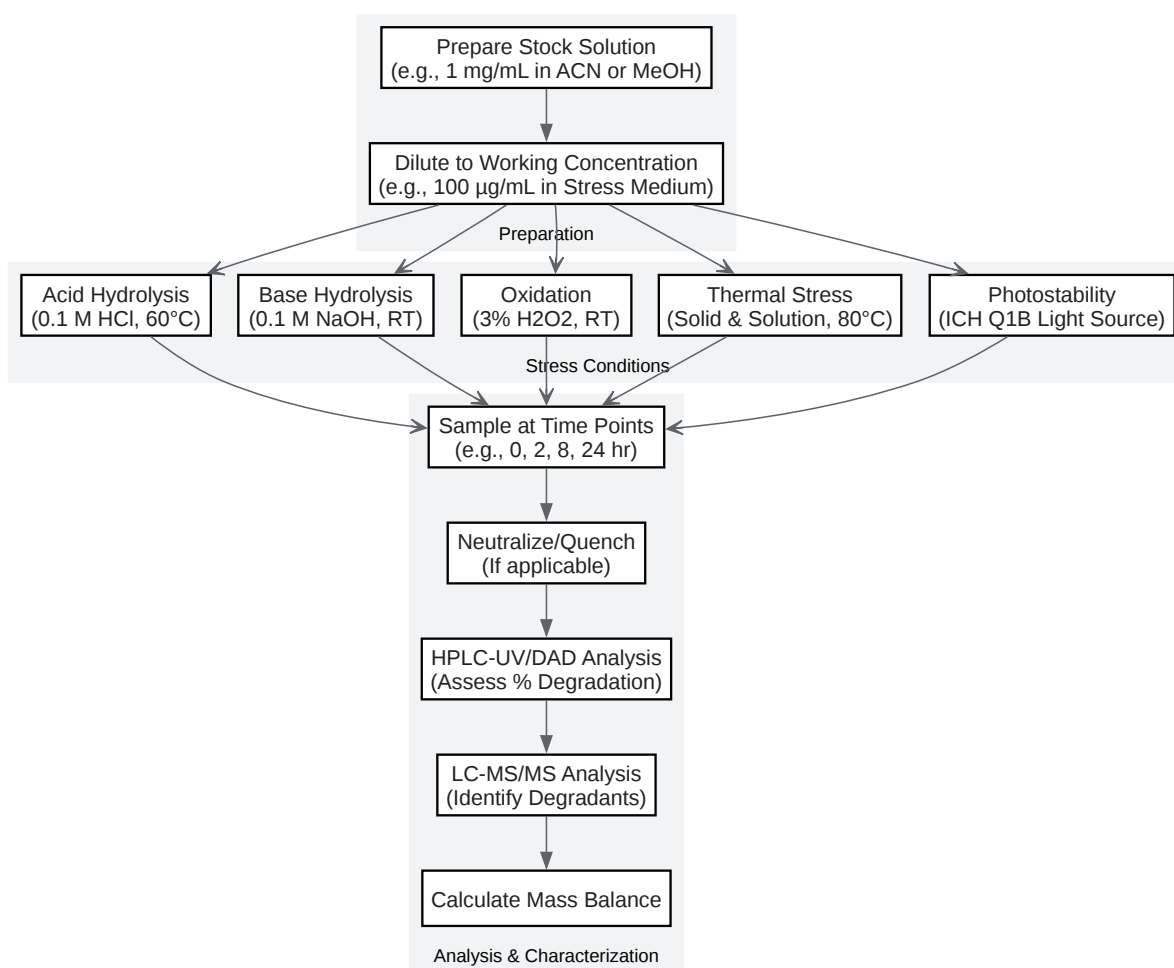 Prepare Stock Solution
(e.g., 1 mg/mL in ACN or MeOH)
Dilute to Working Concentration
(e.g., 100 µg/mL in Stress Medium)
Preparation
Acid Hydrolysis
(0.1 M HCl, 60°C)
Base Hydrolysis
(0.1 M NaOH, RT)
Oxidation
(3% H2O2, RT)
Thermal Stress
(Solid & Solution, 80°C)
Photostability
(ICH Q1B Light Source)
Stress Conditions
Sample at Time Points
(e.g., 0, 2, 8, 24 hr)
Neutralize/Quench
(If applicable)
HPLC-UV/DAD Analysis
(Assess % Degradation)
LC-MS/MS Analysis
(Identify Degradants)
Calculate Mass Balance
Analysis & Characterization